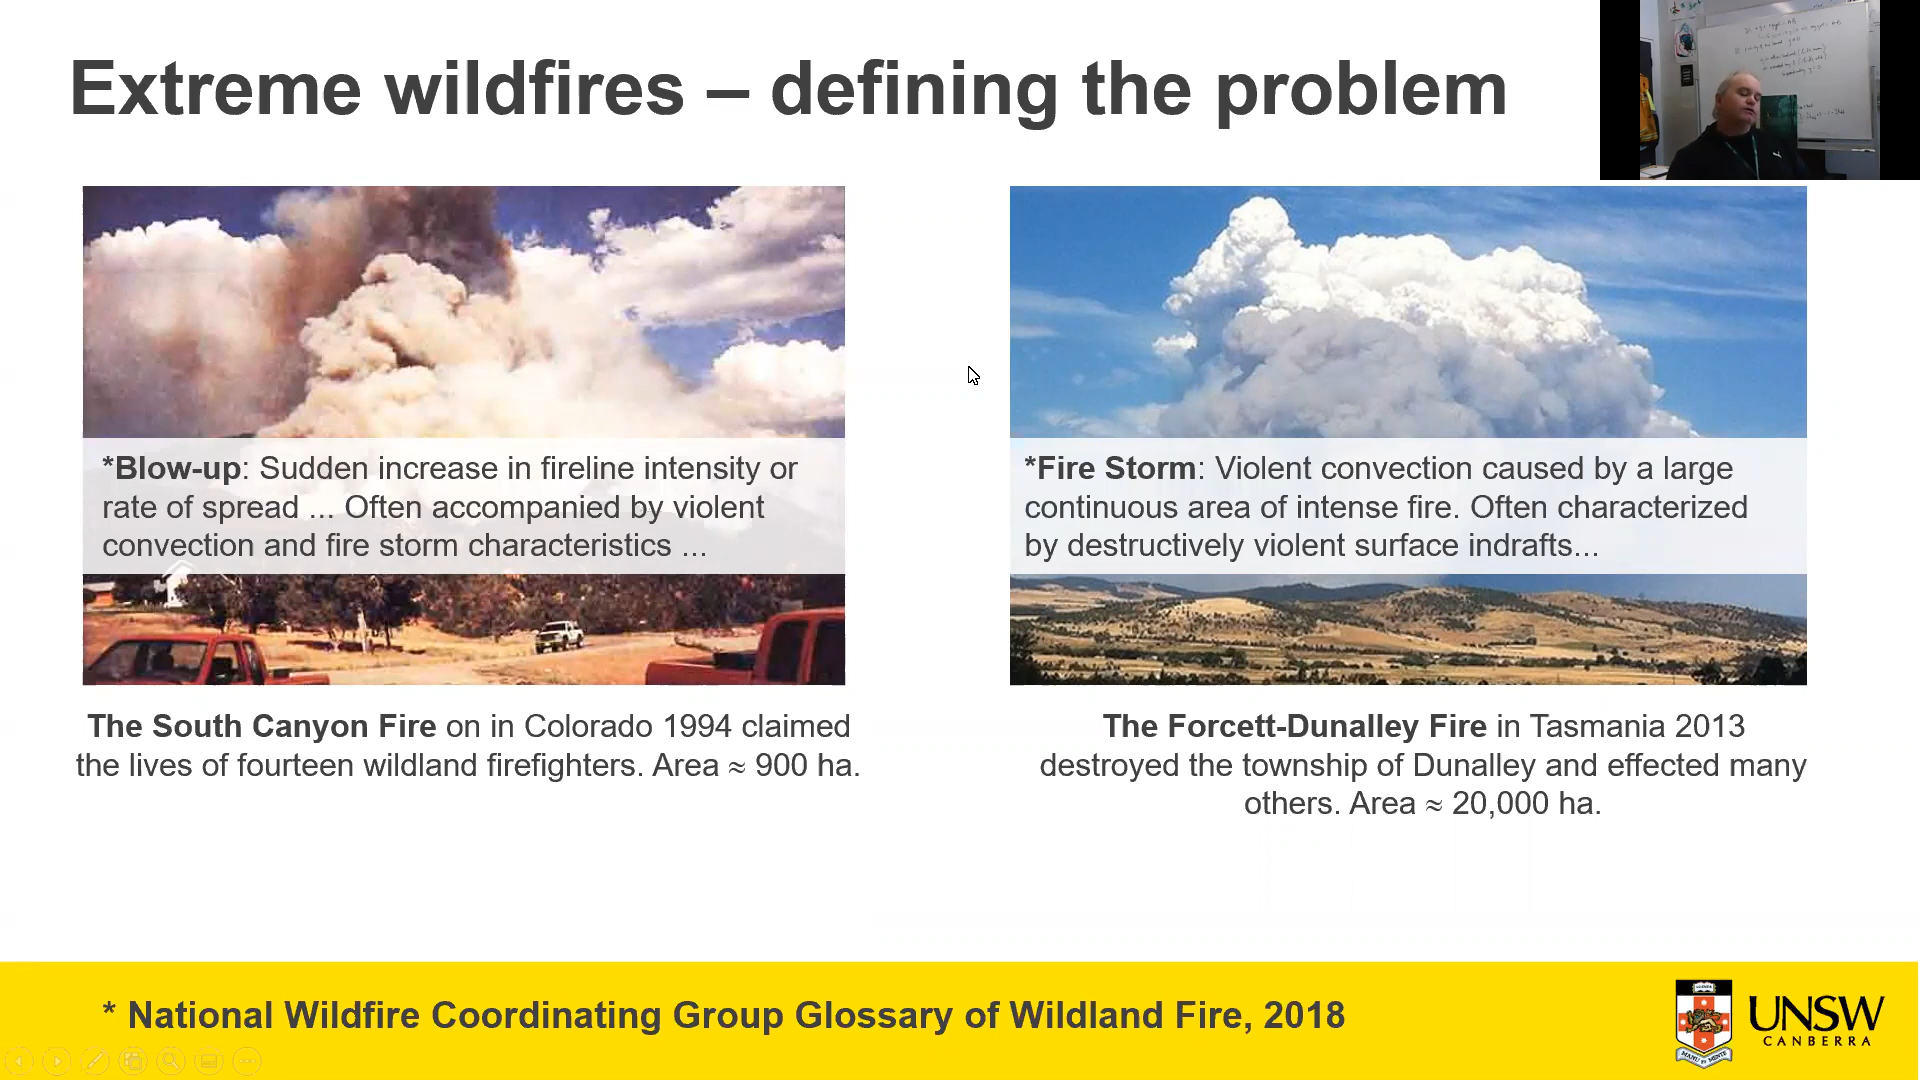 Extreme wildfires – defining the problem
*Blow-up: Sudden increase in fireline intensity or
rate of spread ... Often accompanied by violent
convection and fire storm characteristics ...
*Fire Storm: Violent convection caused by a large
continuous area of intense fire. Often characterized
by destructively violent surface indrafts...
The South Canyon Fire on in Colorado 1994 claimed
the lives of fourteen wildland firefighters. Area ≈ 900 ha.
The Forcett-Dunalley Fire in Tasmania 2013
destroyed the township of Dunalley and effected many
others. Area ≈ 20,000 ha.
* National Wildfire Coordinating Group Glossary of Wildland Fire, 2018
UNSW
CANBERRA